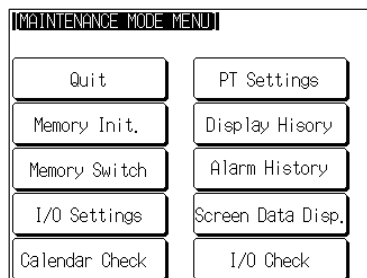 [MAINTENANCE MODE MENU]
Quit
PT Settings
Memory Init.
Display Hisory
Memory Switch
Alarm History
I/O Settings
Screen Data Disp.
Calendar Check
I/O Check